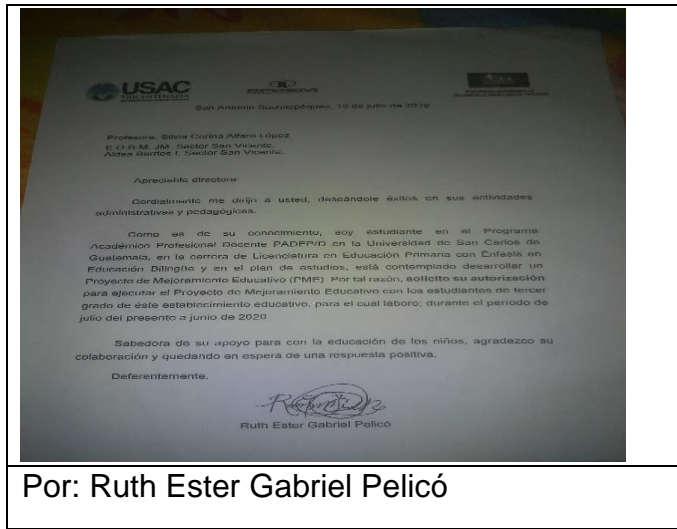 USAC
TRICENTENARIA
EFPEM
San Antonio Suchitepéquez, 19 de julio de 2019
Profesora: Silvia Corina Alfaro López
E.O.R.M. JM Sector San Vicente,
Aldea Barrios I, Sector San Vicente,
Apreciable directora
Cordialmente me dirijo a usted, deseándole éxitos en sus actividades
administrativas y pedagógicas.
Como es de su conocimiento, soy estudiante en el Programa
Académico Profesional Docente PADEP/D en la Universidad de San Carlos de
Guatemala, en la carrera de Licenciatura en Educación Primaria con Énfasis en
Educación Bilingüe y en el plan de estudios, está contemplado desarrollar un
Proyecto de Mejoramiento Educativo (PMF). Por tal razón, solicito su autorización
para ejecutar el Proyecto de Mejoramiento Educativo con los estudiantes de tercer
grado de éste establecimiento educativo, para el cual laboro; durante el período de
julio del presente a junio de 2020
Sabedora de su apoyo para con la educación de los niños, agradezco su
colaboración y quedando en espera de una respuesta positiva.
Deferentemente.
Ruth Ester Gabriel Pelicó
Por: Ruth Ester Gabriel Pelicó